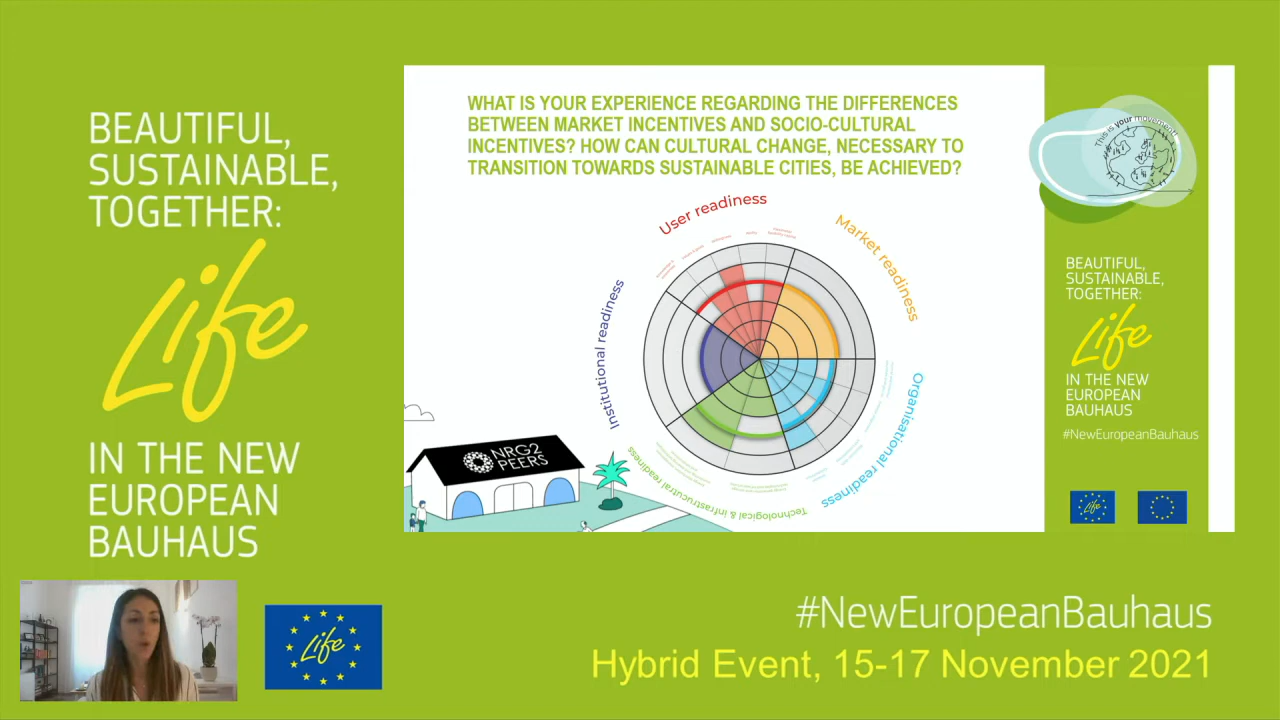 BEAUTIFUL,
SUSTAINABLE,
TOGETHER:
Life
IN THE NEW
EUROPEAN
BAUHAUS
WHAT IS YOUR EXPERIENCE REGARDING THE DIFFERENCES
BETWEEN MARKET INCENTIVES AND SOCIO-CULTURAL
INCENTIVES? HOW CAN CULTURAL CHANGE, NECESSARY TO
TRANSITION TOWARDS SUSTAINABLE CITIES, BE ACHIEVED?
User readiness
Market readiness
Institutional readiness
Organisational readiness
Technological & infrastrucutral readiness
NRG2
PEERS
This is your movement!
BEAUTIFUL,
SUSTAINABLE,
TOGETHER:
Life
IN THE NEW
EUROPEAN
BAUHAUS
#NewEuropeanBauhaus
Life
Life
#NewEuropeanBauhaus
Hybrid Event, 15-17 November 2021